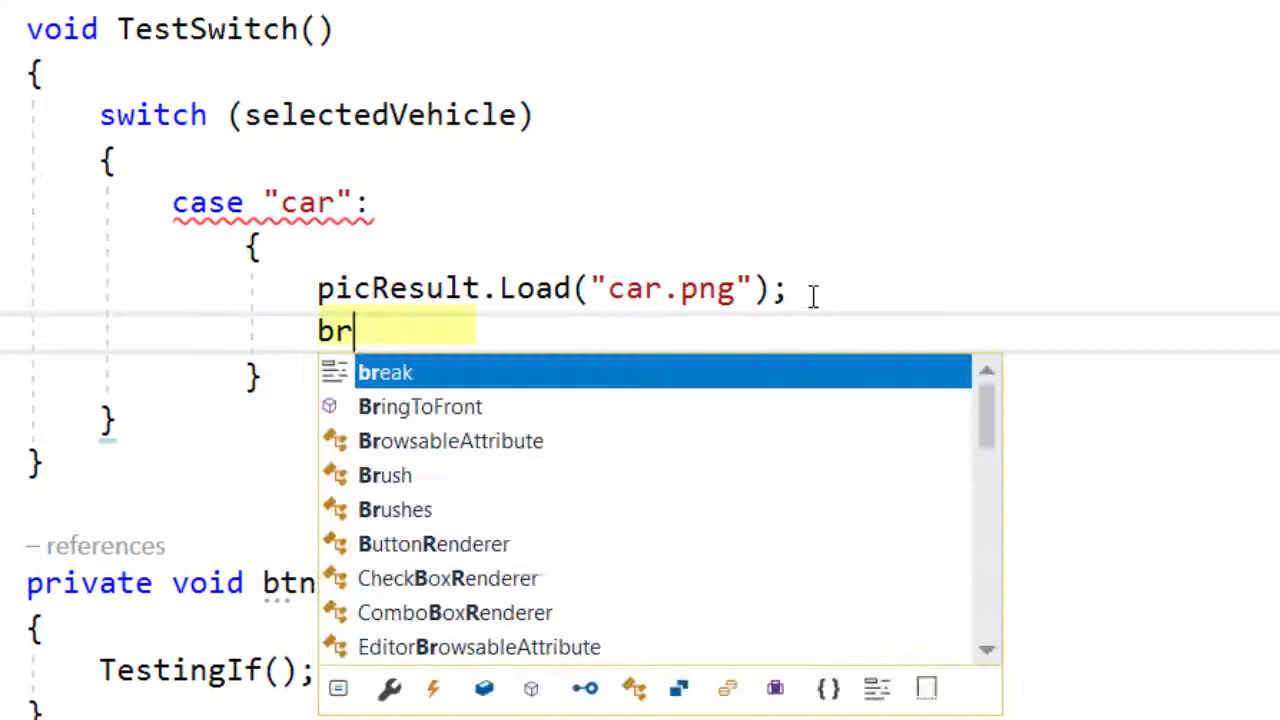 void TestSwitch()
{
switch (selectedVehicle)
{
case "car":
{
picResult.Load("car.png");
br
break
}
BringToFront
}
BrowsableAttribute
}
Brush
Brushes
– references
ButtonRenderer
private void btn
CheckBoxRenderer
{
ComboBoxRenderer
EditorBrowsableAttribute
TestingIf();
{ }
}